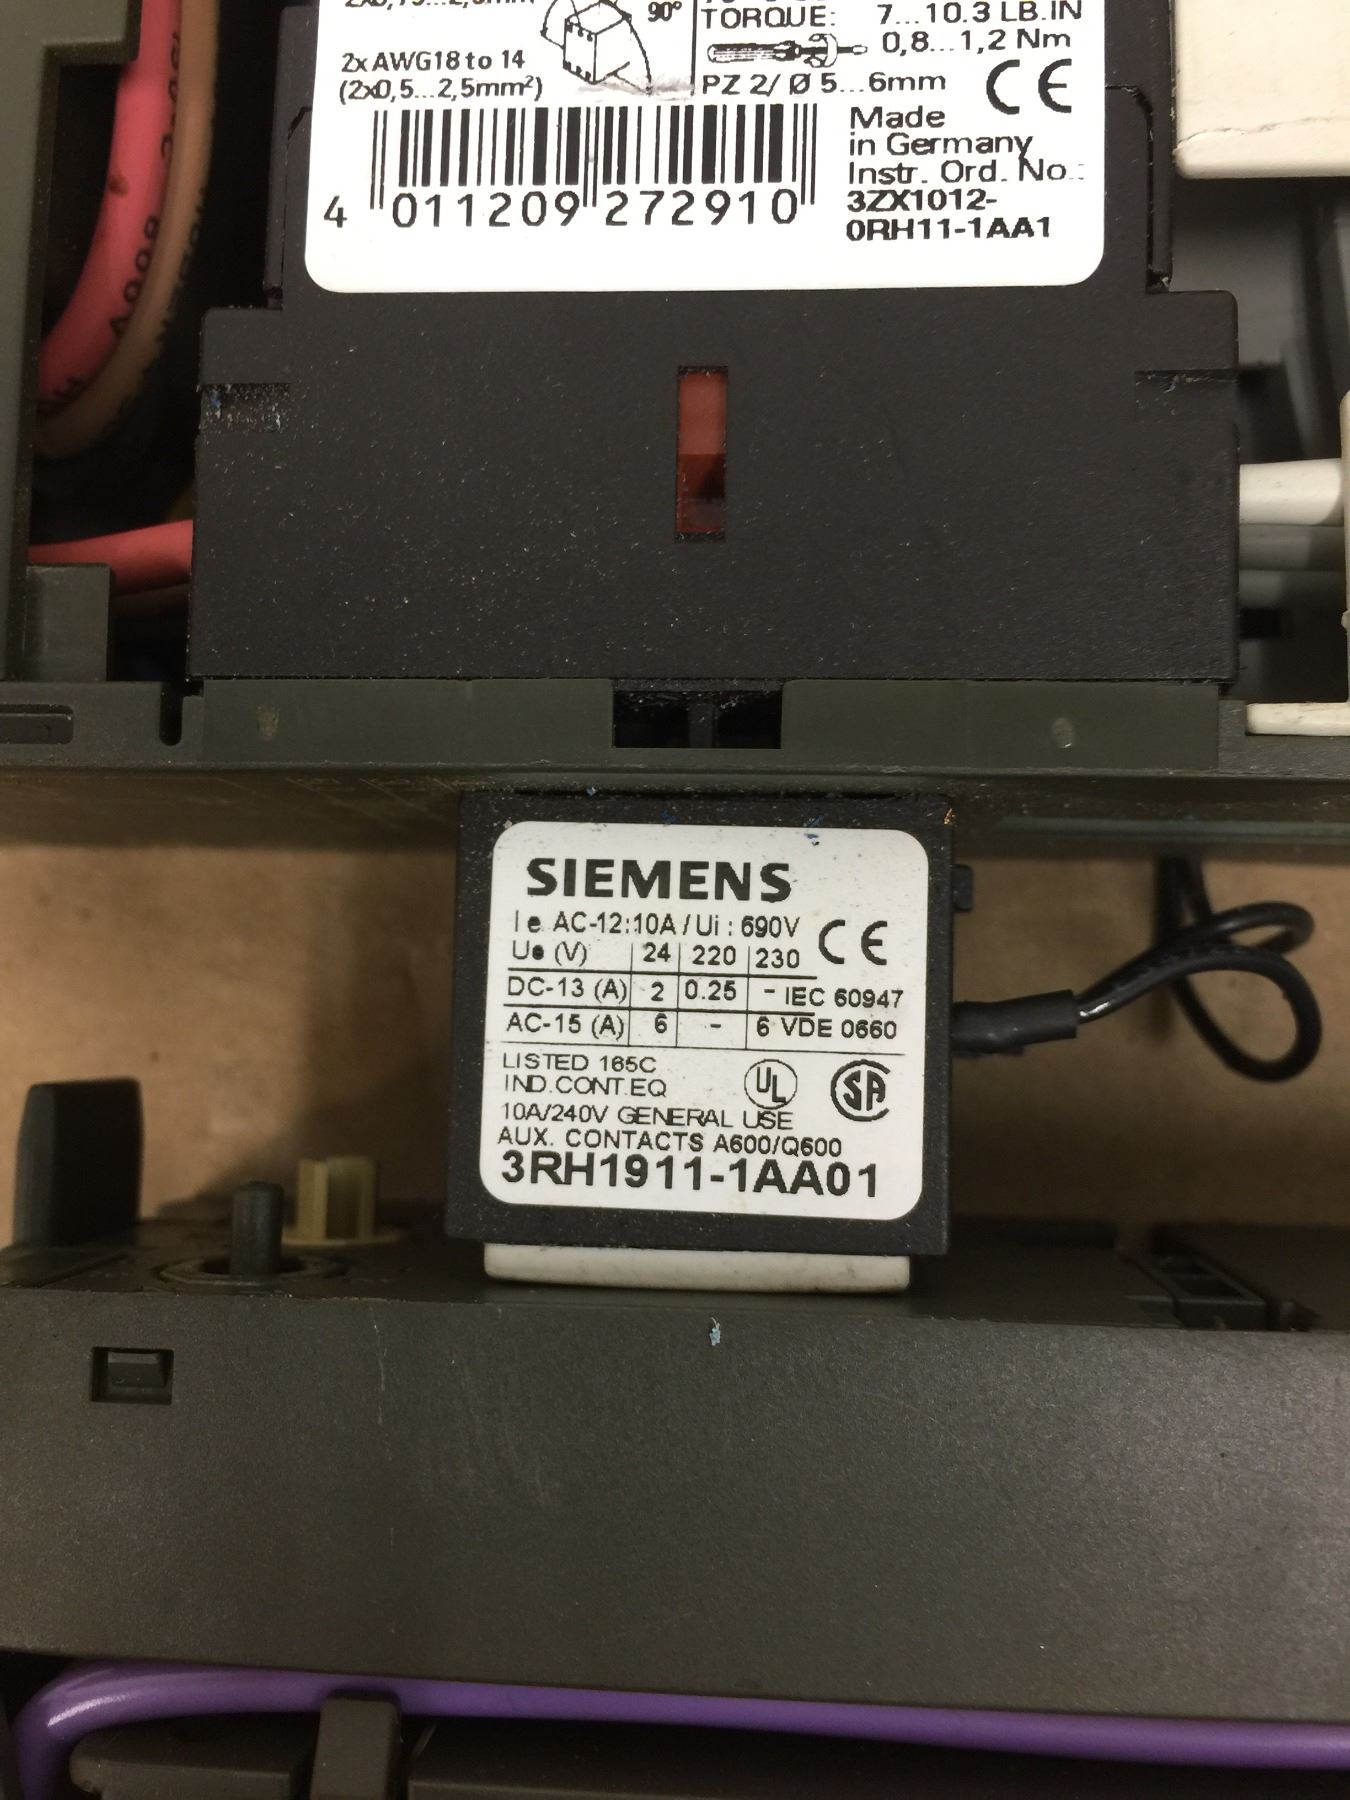 90°
TORQUE: 7...10.3 LB.IN
0,8...1,2 Nm
2x AWG18 to 14
(2x0,5...2,5mm²)
PZ 2/ Ø 5...6mm
CE
Made
in Germany
Instr. Ord. No.:
3ZX1012-
0RH11-1AA1
4 011209 272910
SIEMENS
Ie AC-12:10A / Ui : 690V
CE
Ue (V) 24 220 230
DC-13 (A) 2 0.25 - IEC 60947
AC-15 (A) 6 - 6 VDE 0660
LISTED 165C
IND.CONT.EQ
UL
SA
10A/240V GENERAL USE
AUX. CONTACTS A600/Q600
3RH1911-1AA01